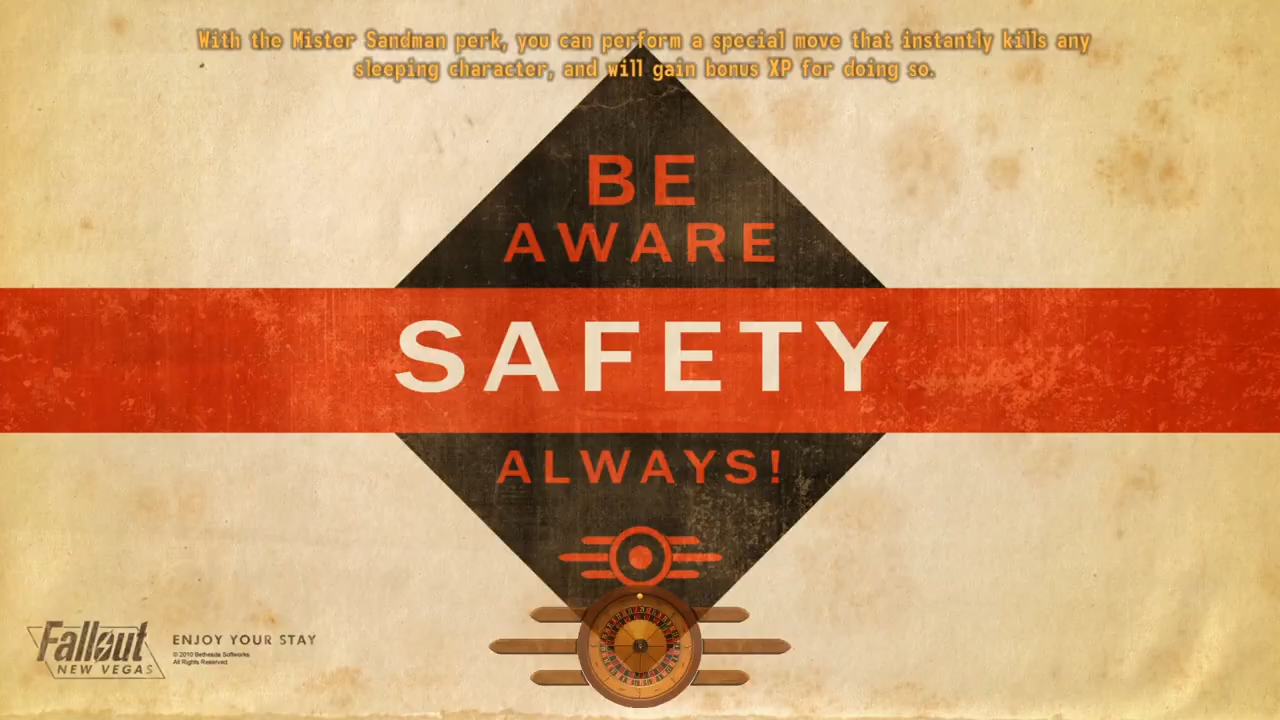 With the Mister Sandman perk, you can perform a special move that instantly kills any
sleeping character, and will gain bonus XP for doing so.
BE
AWARE
SAFETY
ALWAYS!
Fallout
NEW VEGAS
ENJOY YOUR STAY
© 2010 Bethesda Softworks
All Rights Reserved